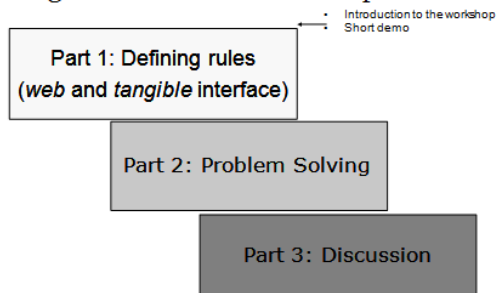 • Introduction to the workshop
• Short demo
Part 1: Defining rules
(web and tangible interface)
Part 2: Problem Solving
Part 3: Discussion